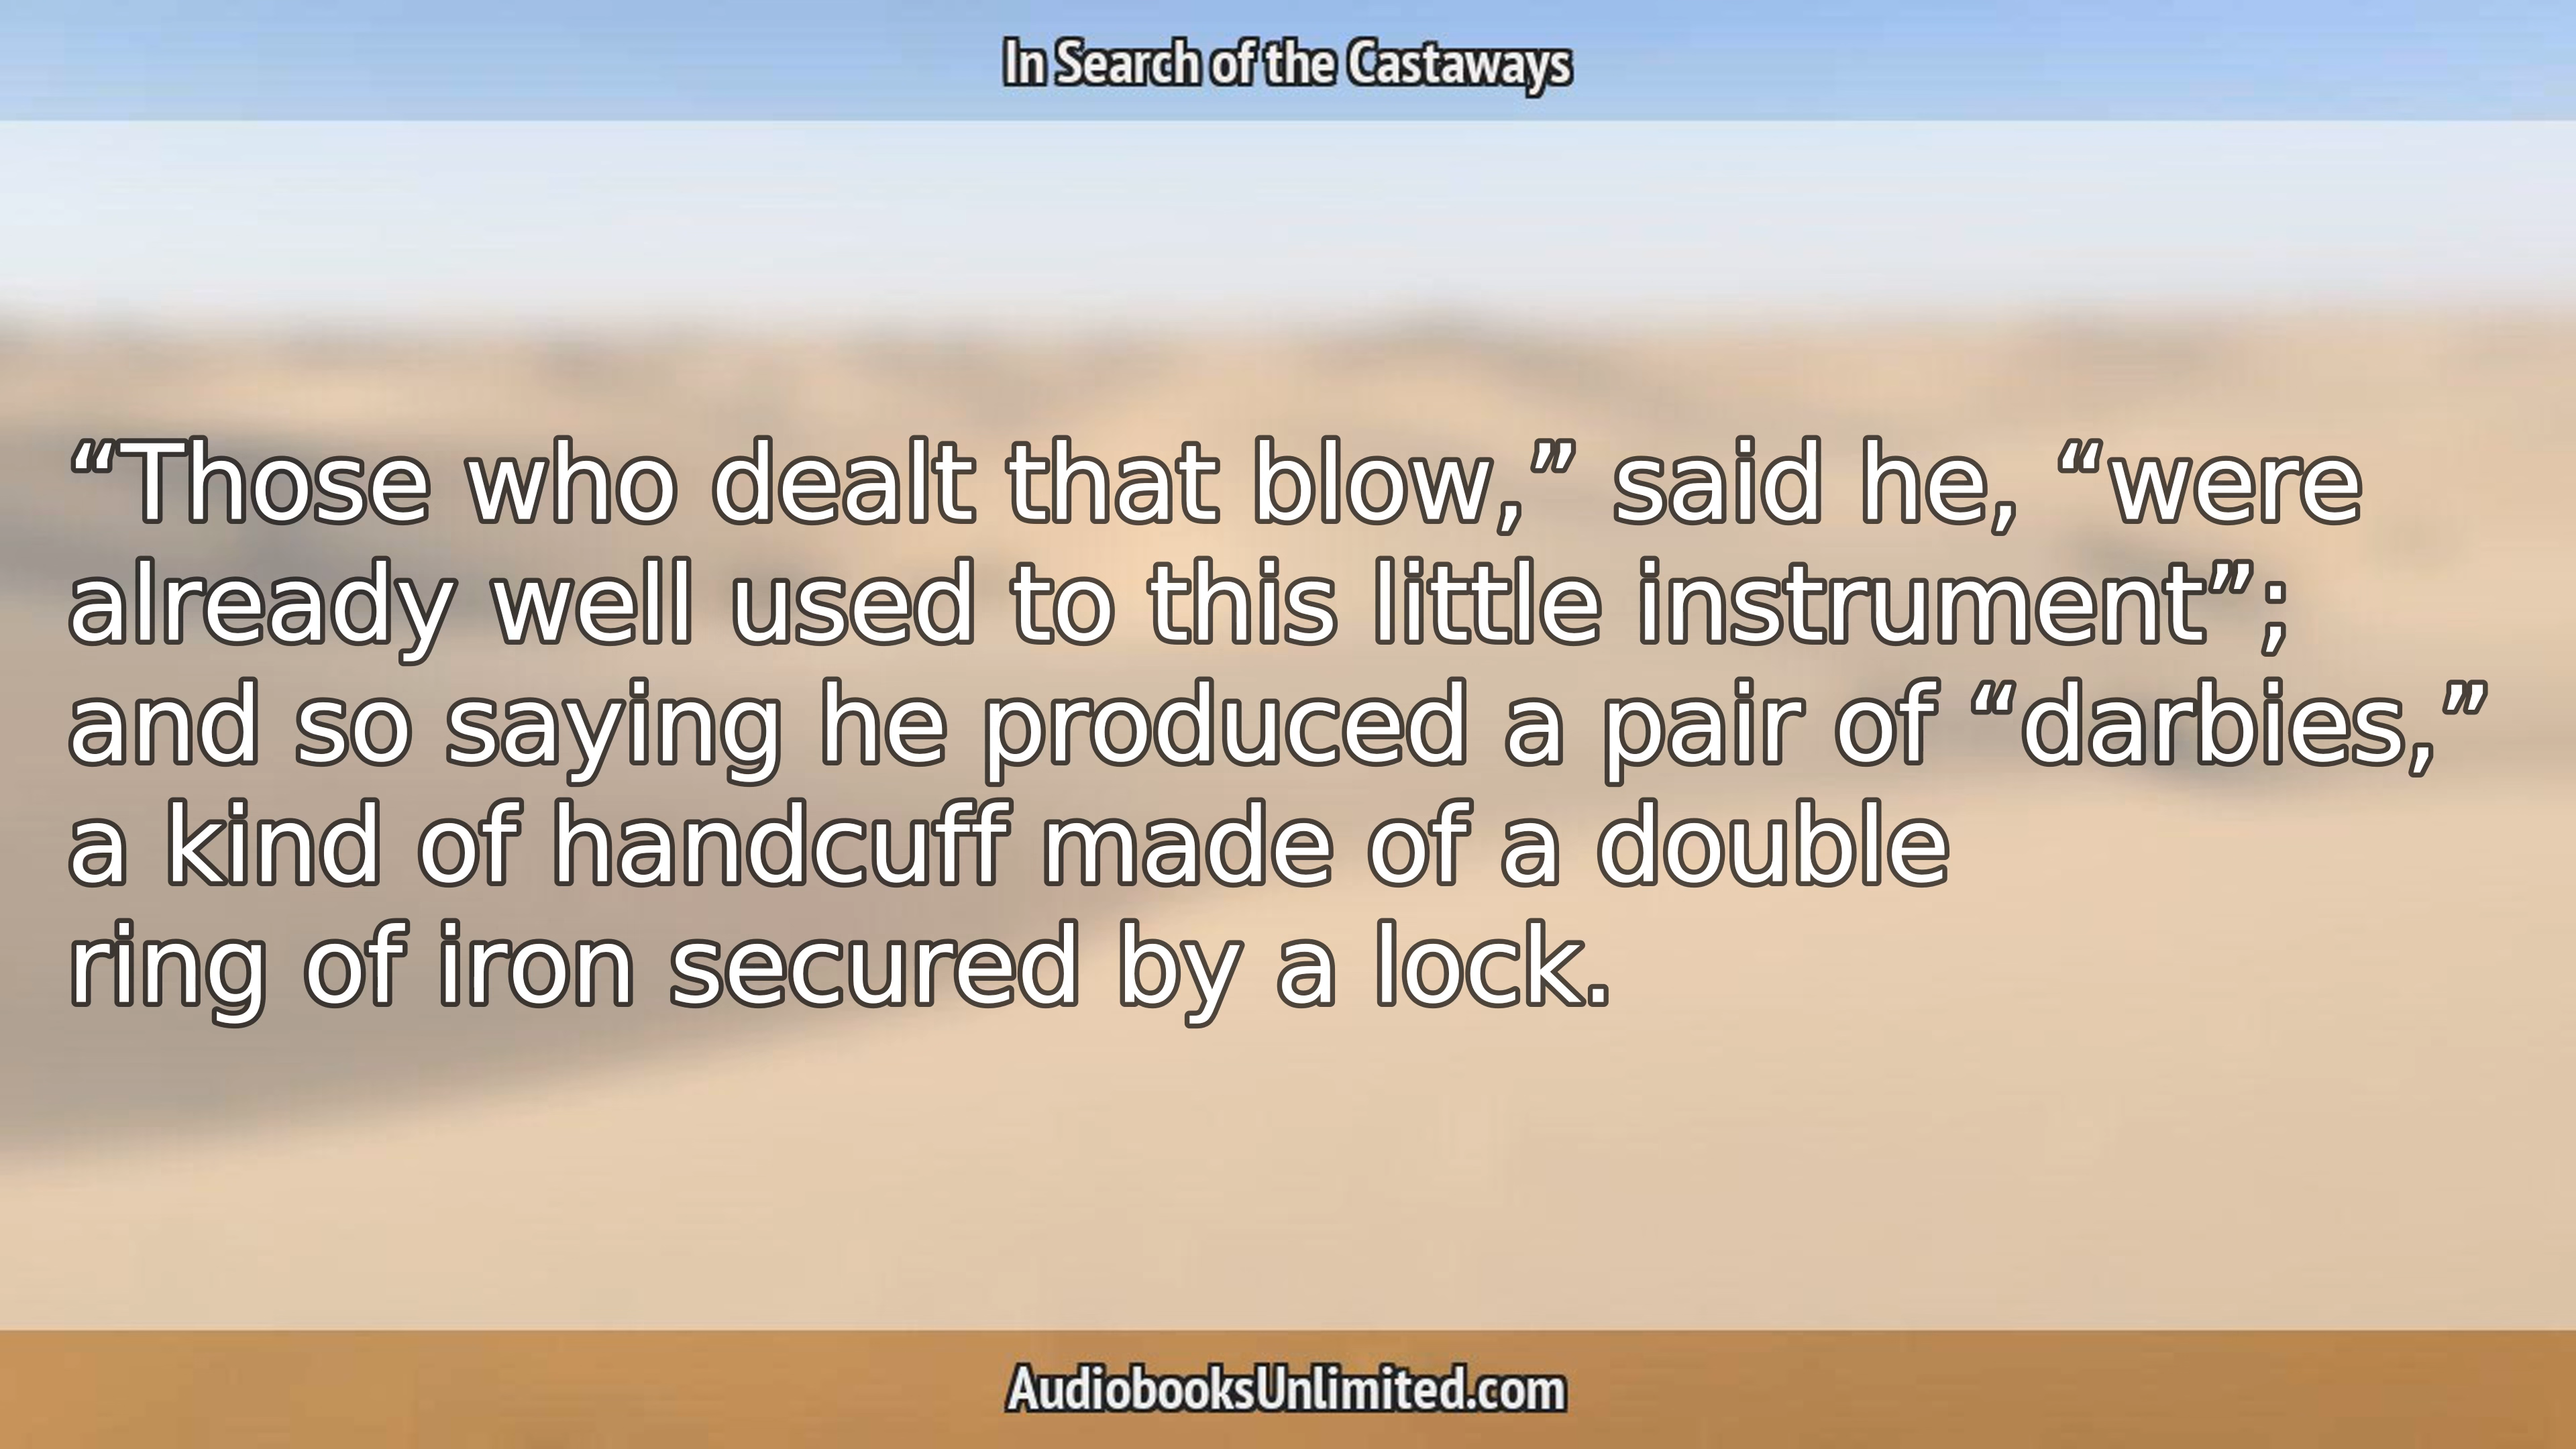 In Search of the Castaways
“Those who dealt that blow,” said he, “were
already well used to this little instrument”;
and so saying he produced a pair of “darbies,”
a kind of handcuff made of a double
ring of iron secured by a lock.
AudiobooksUnlimited.com